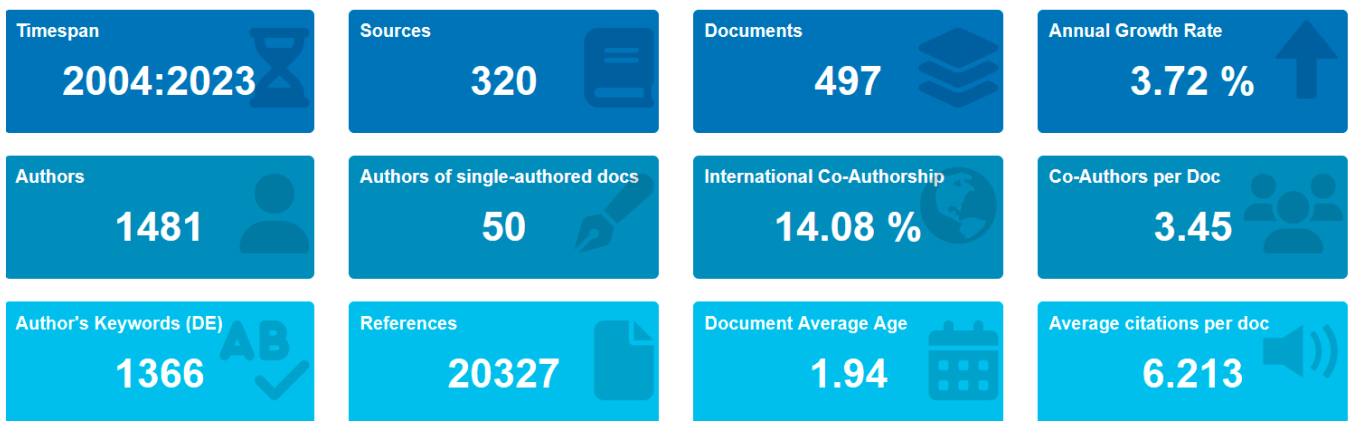 Timespan
2004:2023
Sources
320
Documents
497
Annual Growth Rate
3.72 %
Authors
1481
Authors of single-authored docs
50
International Co-Authorship
14.08 %
Co-Authors per Doc
3.45
Author's Keywords (DE)
AB
1366
References
20327
Document Average Age
1.94
Average citations per doc
6.213